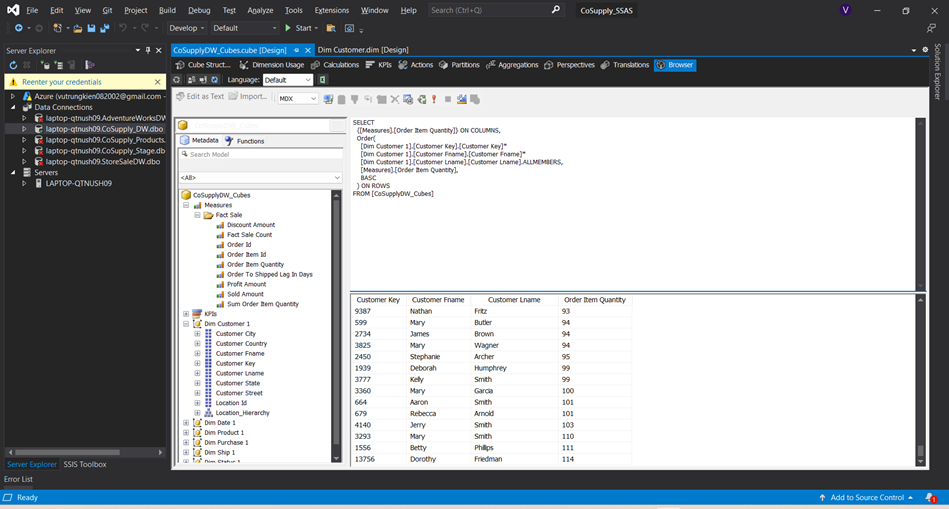 File Edit View Git Project Build Debug Test Analyze Tools Extensions Window Help Search (Ctrl+Q) CoSupply_SSAS V
Develop Default Start
Server Explorer
CoSupplyDW_Cubes.cube [Design] Dim Customer.dim [Design]
Cube Struct... Dimension Usage Calculations KPIs Actions Partitions Aggregations Perspectives Translations Browser
Language: Default
Reenter your credentials
Edit as Text Import... MDX
Azure (vutrungkien082002@gmail.com -
Data Connections
laptop-qtnush09.AdventureWorksDW
laptop-qtnush09.CoSupply_DW.dbo
laptop-qtnush09.CoSupply_Products.
laptop-qtnush09.CoSupply_Stage.dbo
laptop-qtnush09.StoreSaleDW.dbo
Servers
LAPTOP-QTNUSH09
Metadata Functions
Search Model
<All>
CoSupplyDW_Cubes
Measures
Fact Sale
Discount Amount
Fact Sale Count
Order Id
Order Item Id
Order Item Quantity
Order To Shipped Lag In Days
Profit Amount
Sold Amount
Sum Order Item Quantity
KPIs
Dim Customer 1
Customer City
Customer Country
Customer Fname
Customer Key
Customer Lname
Customer State
Customer Street
Location Id
Location_Hierarchy
Dim Date 1
Dim Product 1
Dim Purchase 1
Dim Ship 1
Dim Status 1
SELECT
{[Measures].[Order Item Quantity]} ON COLUMNS,
Order(
[Dim Customer 1].[Customer Key].[Customer Key]*
[Dim Customer 1].[Customer Fname].[Customer Fname]*
[Dim Customer 1].[Customer Lname].[Customer Lname].ALLMEMBERS,
[Measures].[Order Item Quantity],
BASC
) ON ROWS
FROM [CoSupplyDW_Cubes]
Customer Key Customer Fname Customer Lname Order Item Quantity
9387 Nathan Fritz 93
599 Mary Butler 94
2734 James Brown 94
3825 Mary Wagner 94
2450 Stephanie Archer 95
1939 Deborah Humphrey 99
3777 Kelly Smith 99
3360 Mary Garcia 100
664 Aaron Smith 101
679 Rebecca Arnold 101
4140 Jerry Smith 103
3293 Mary Smith 110
1556 Betty Phillips 111
13756 Dorothy Friedman 114
Solution Explorer
Server Explorer SSIS Toolbox
Error List
Ready Add to Source Control 1